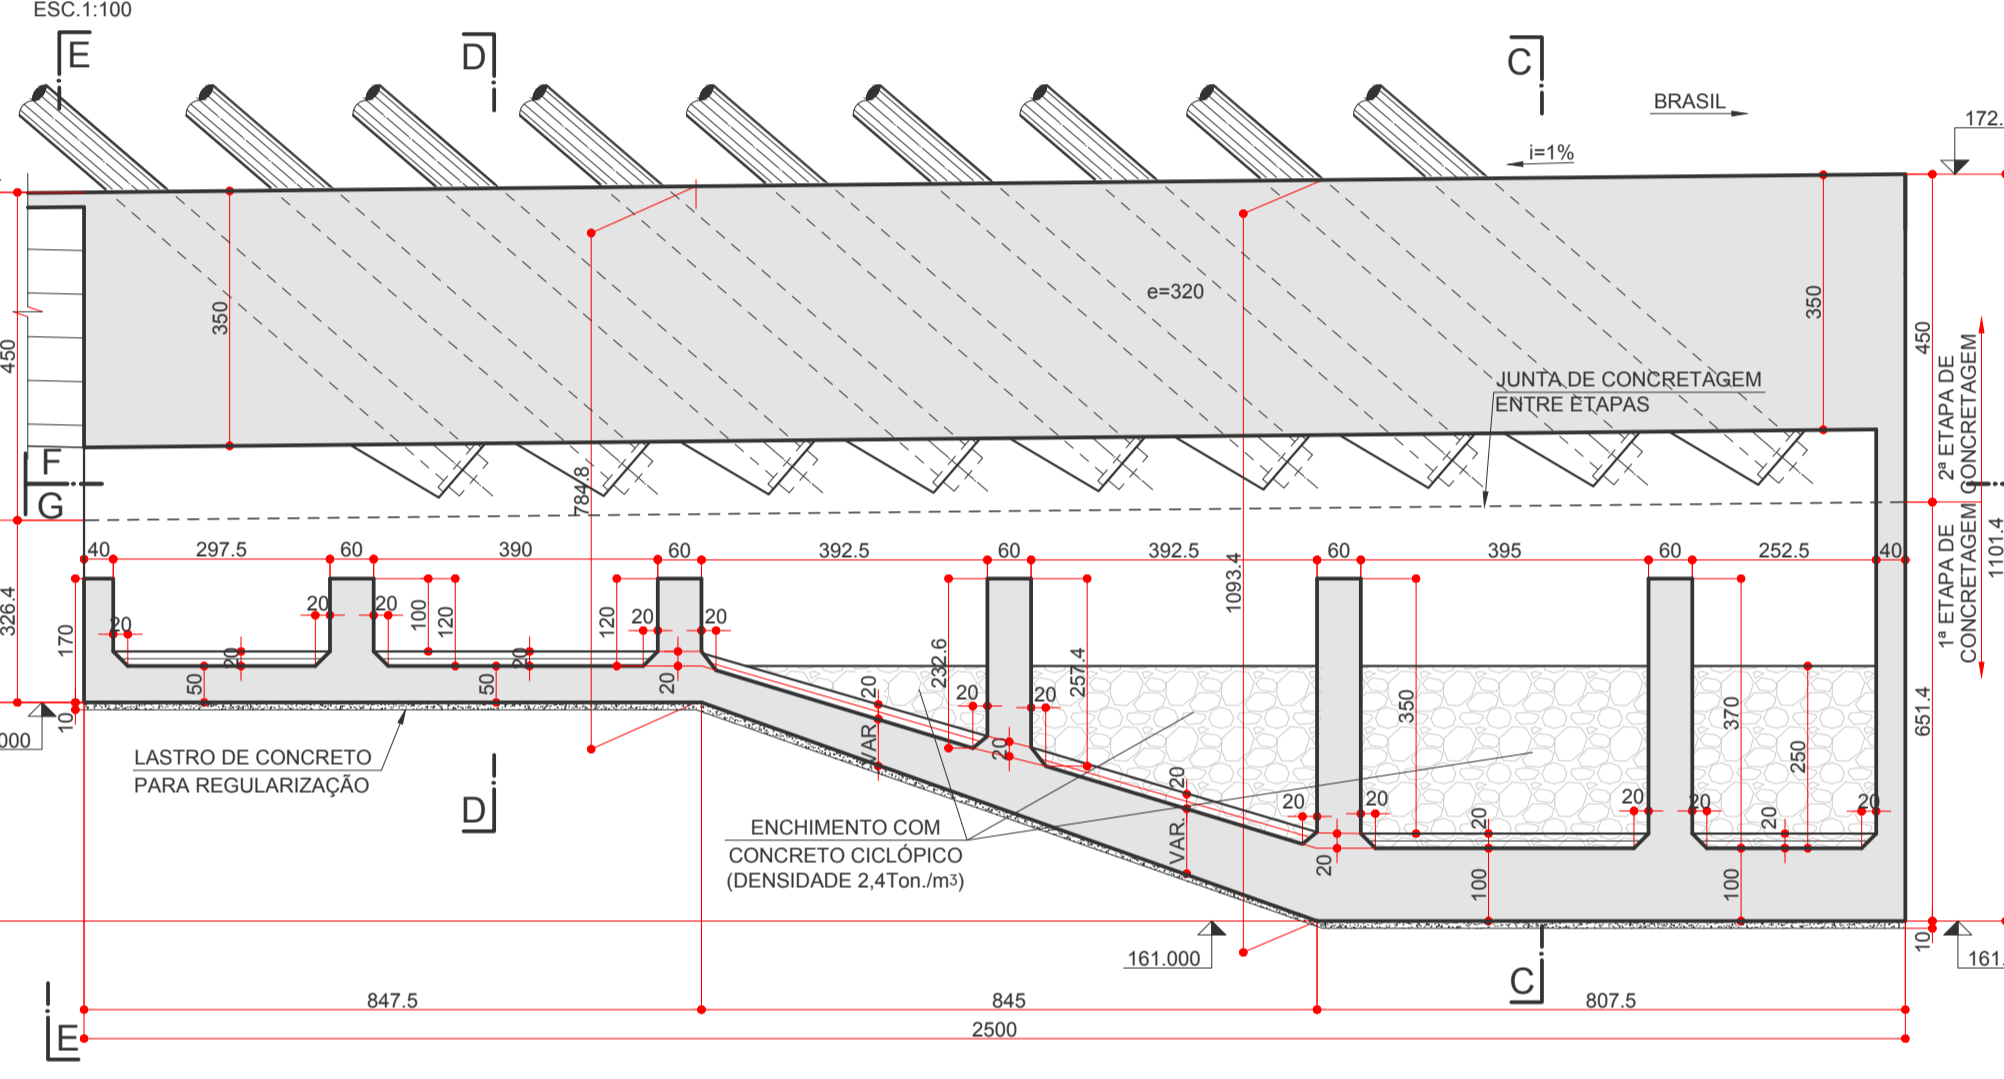 ESC.1:100
E
D
C
BRASIL
172.
i=1%
350
e=320
350
450
450
JUNTA DE CONCRETAGEM
ENTRE ETAPAS
2ª ETAPA DE
CONCRETAGEM
F
G
784.8
1093.4
1101.4
1ª ETAPA DE
CONCRETAGEM
40
297.5
60
390
60
392.5
60
392.5
60
395
60
252.5
40
326.4
170
20
20
20
100
120
120
20
20
232.6
257.4
350
370
250
651.4
20
20
20
50
50
20
20
20
20
20
20
20
20
20
20
20
20
20
VAR.
VAR.
20
100
100
10
10
000
LASTRO DE CONCRETO
PARA REGULARIZAÇÃO
D
ENCHIMENTO COM
CONCRETO CICLÓPICO
(DENSIDADE 2,4Ton./m³)
161.000
161.
C
847.5
845
807.5
2500
E